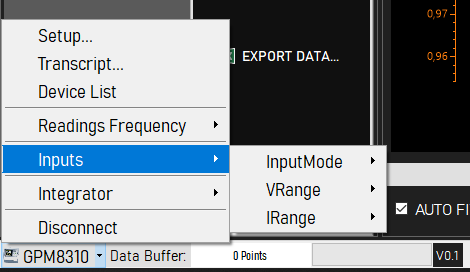 Setup...
Transcript...
Device List
Readings Frequency
Inputs
Integrator
Disconnect
InputMode
VRange
IRange
EXPORT DATA...
0,96
0,95
AUTO FI
GPM8310
Data Buffer:
0 Points
V0.1